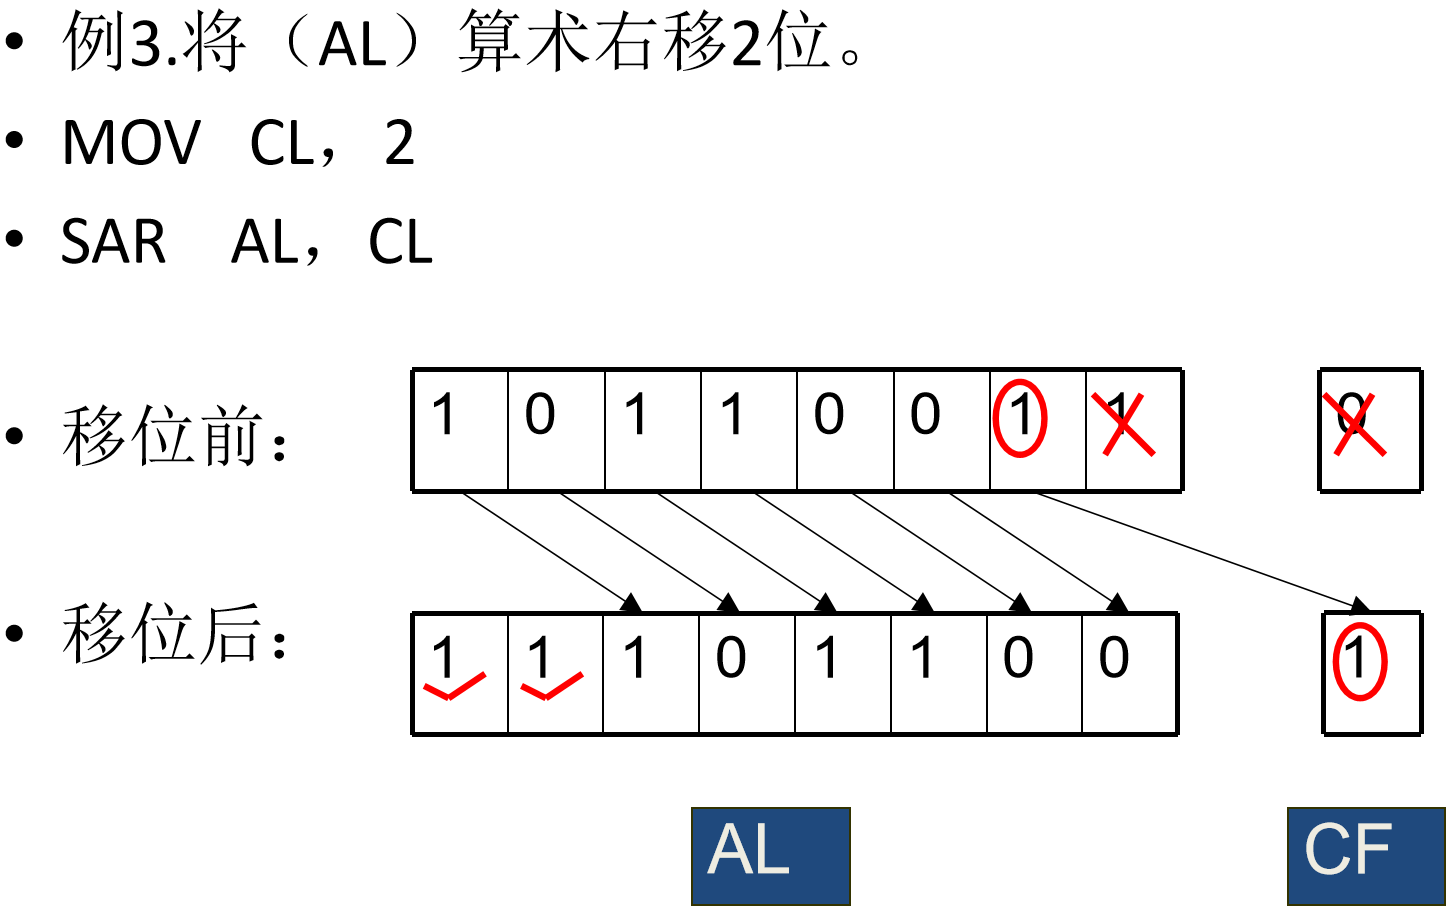 • 例3.将（AL）算术右移2位。
• MOV CL，2
• SAR AL，CL
• 移位前：
1 0 1 1 0 0 1 1 0
• 移位后：
1 1 1 0 1 1 0 0 1
AL CF